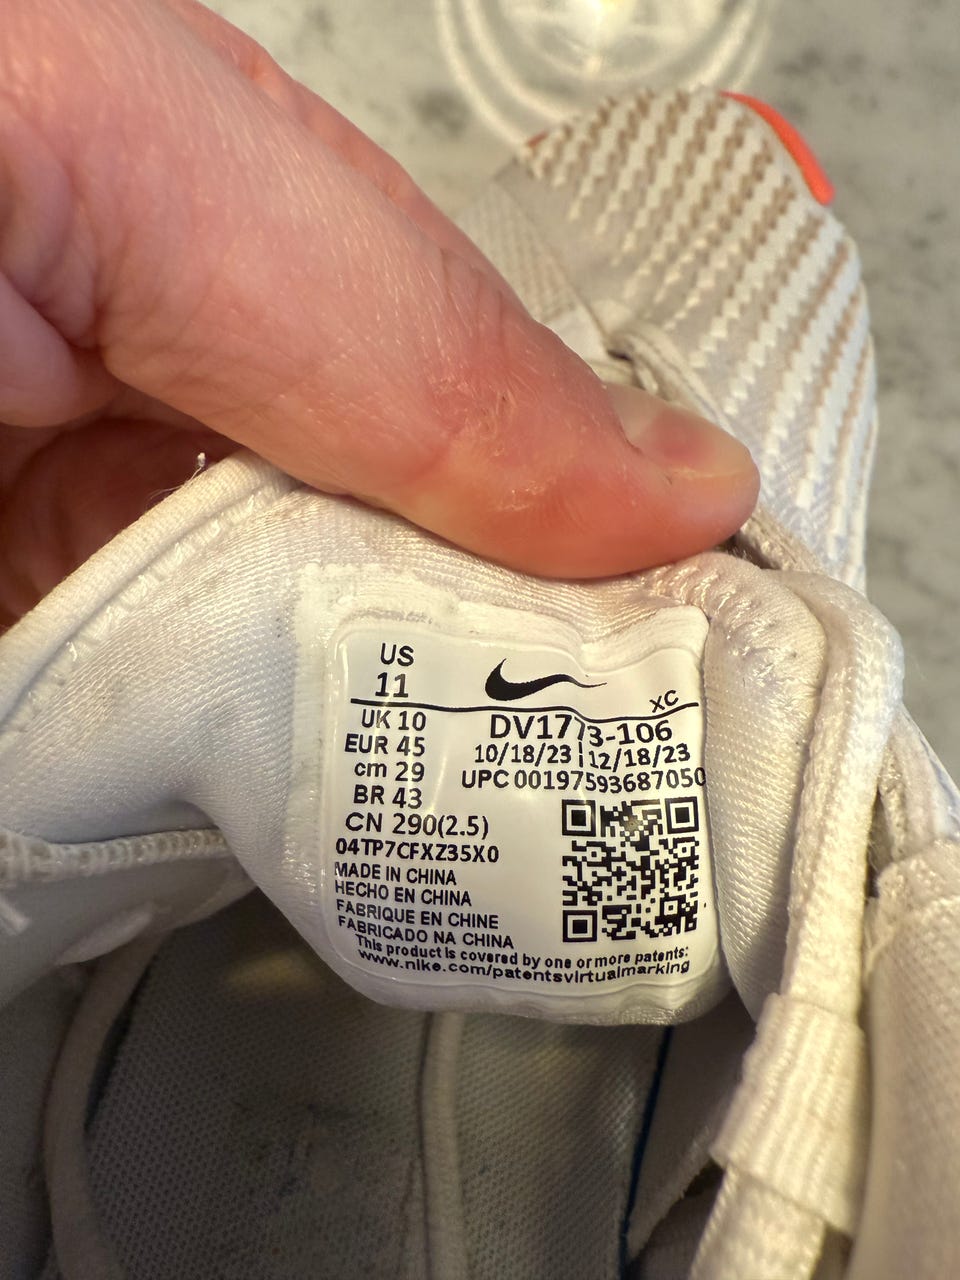 US
11
XC
UK 10
DV1773-106
EUR 45
10/18/23 12/18/23
cm 29
UPC 00197593687050
BR 43
CN 290(2.5)
04TP7CFXZ35X0
MADE IN CHINA
HECHO EN CHINA
FABRIQUE EN CHINE
FABRICADO NA CHINA
This product is covered by one or more patents:
www.nike.com/patentsvirtualmarking